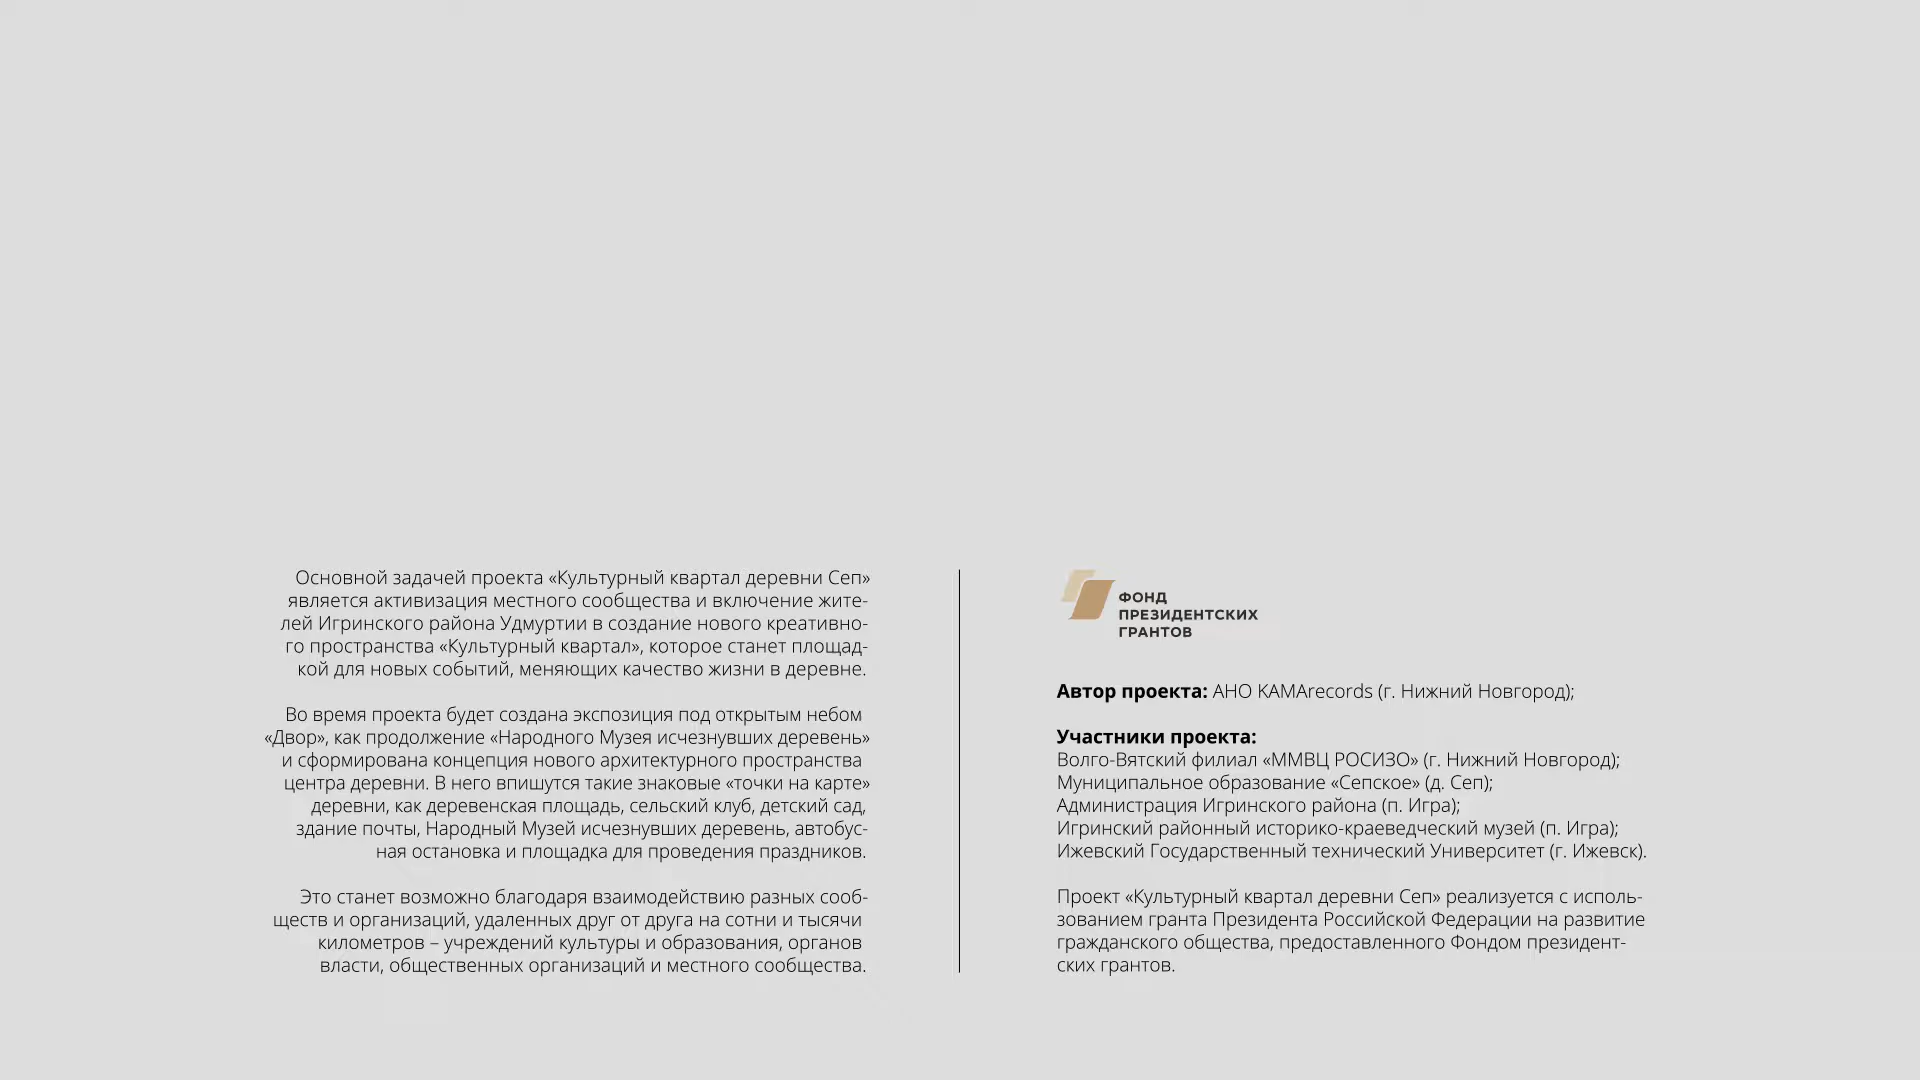 Основной задачей проекта «Культурный квартал деревни Сеп»
является активизация местного сообщества и включение жите-
лей Игринского района Удмуртии в создание нового креативно-
го пространства «Культурный квартал», которое станет площад-
кой для новых событий, меняющих качество жизни в деревне.
Во время проекта будет создана экспозиция под открытым небом
«Двор», как продолжение «Народного Музея исчезнувших деревень»
и сформирована концепция нового архитектурного пространства
центра деревни. В него впишутся такие знаковые «точки на карте»
деревни, как деревенская площадь, сельский клуб, детский сад,
здание почты, Народный Музей исчезнувших деревень, автобус-
ная остановка и площадка для проведения праздников.
Это станет возможно благодаря взаимодействию разных сооб-
ществ и организаций, удаленных друг от друга на сотни и тысячи
километров – учреждений культуры и образования, органов
власти, общественных организаций и местного сообщества.
ФОНД
ПРЕЗИДЕНТСКИХ
ГРАНТОВ
Автор проекта: АНО KAMArecords (г. Нижний Новгород);
Участники проекта:
Волго-Вятский филиал «ММВЦ РОСИЗО» (г. Нижний Новгород);
Муниципальное образование «Сепское» (д. Сеп);
Администрация Игринского района (п. Игра);
Игринский районный историко-краеведческий музей (п. Игра);
Ижевский Государственный технический Университет (г. Ижевск).
Проект «Культурный квартал деревни Сеп» реализуется с исполь-
зованием гранта Президента Российской Федерации на развитие
гражданского общества, предоставленного Фондом президент-
ских грантов.